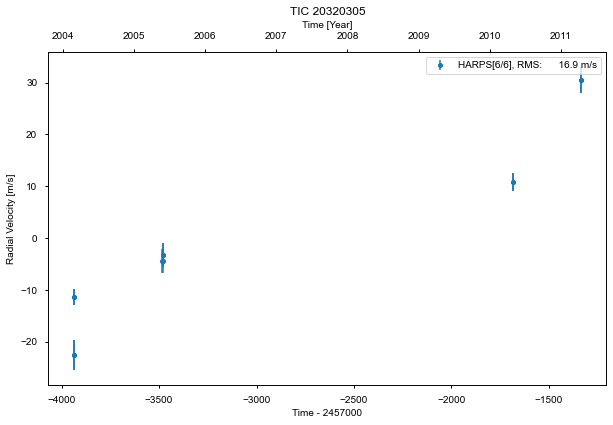 TIC 20320305
Time [Year]
2004 2005 2006 2007 2008 2009 2010 2011
HARPS[6/6], RMS: 16.9 m/s
30
20
10
0
−10
−20
Radial Velocity [m/s]
−4000 −3500 −3000 −2500 −2000 −1500
Time - 2457000